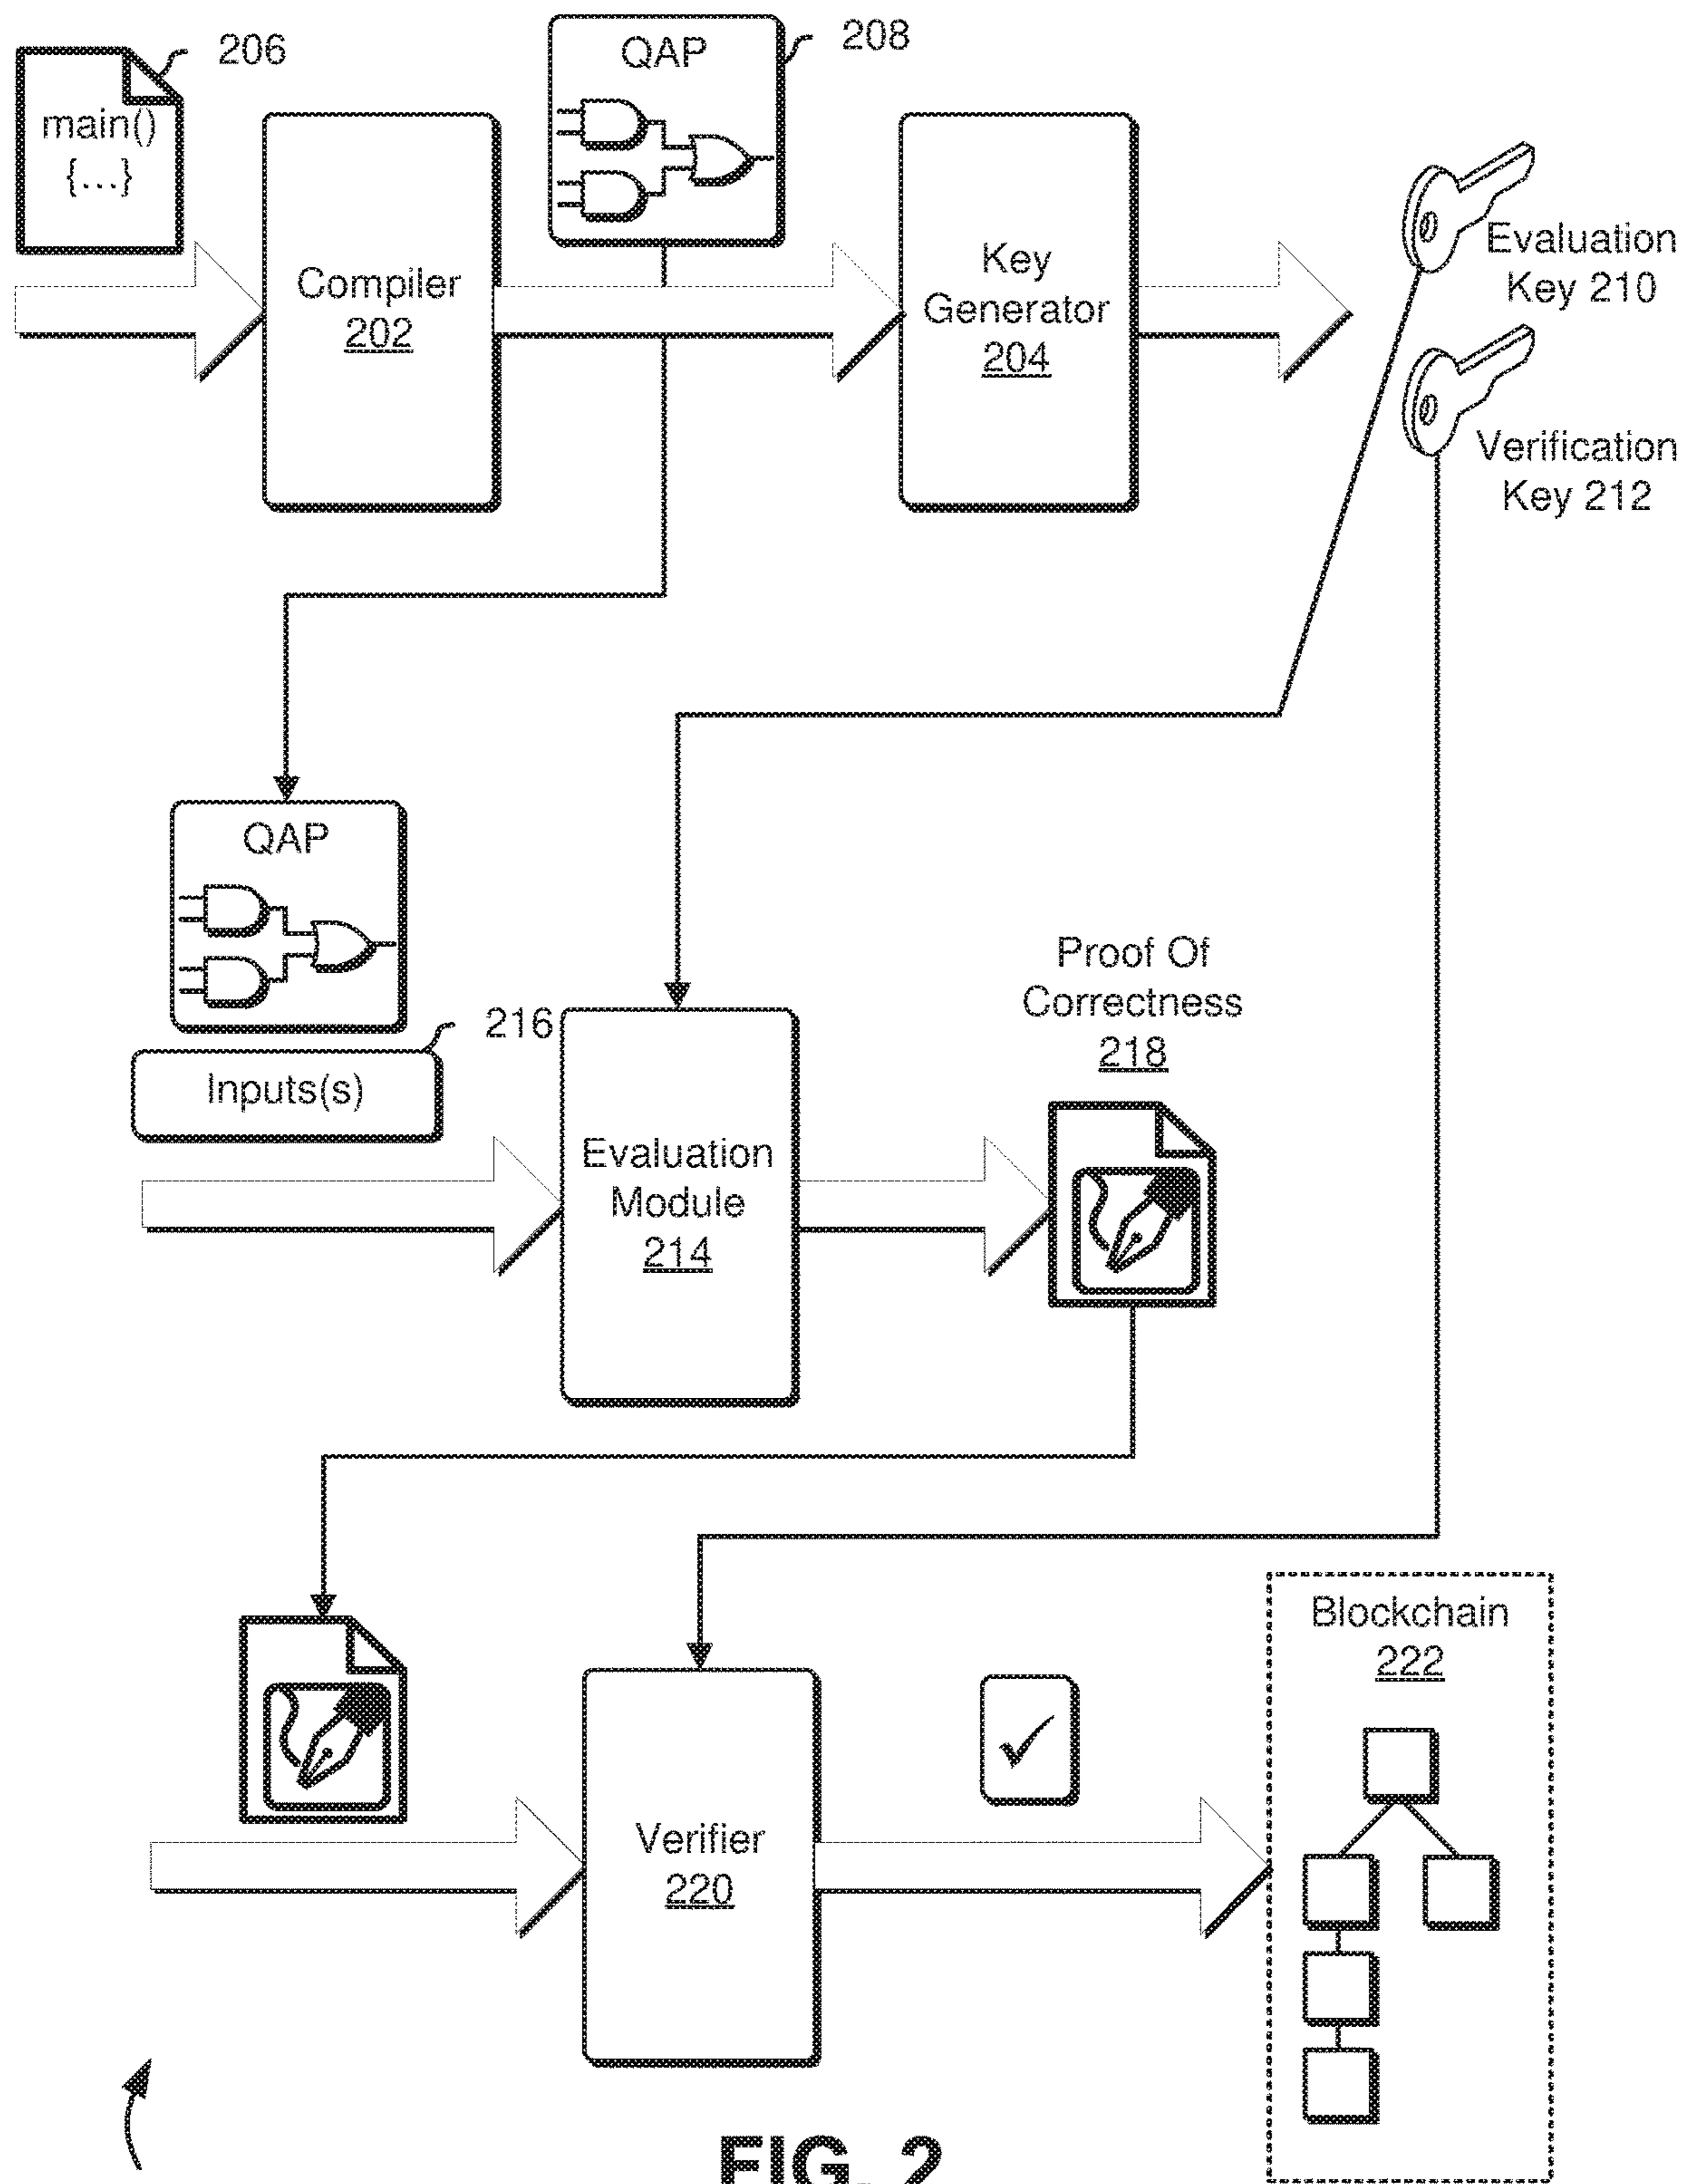 206
main()
{...}
QAP
208
Compiler
202
Key
Generator
204
Evaluation
Key 210
Verification
Key 212
QAP
216
Inputs(s)
Evaluation
Module
214
Proof Of
Correctness
218
Verifier
220
Blockchain
222
FIG. 2